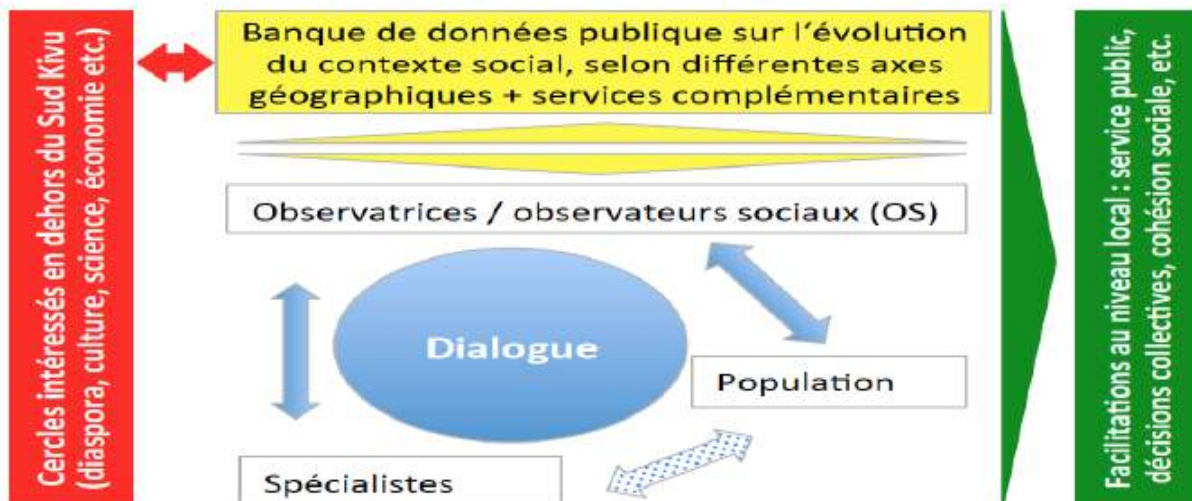 Cercles intéressés en dehors du Sud Kivu
(diaspora, culture, science, économie etc.)
Banque de données publique sur l'évolution
du contexte social, selon différentes axes
géographiques + services complémentaires
Observatrices / observateurs sociaux (OS)
Dialogue
Population
Spécialistes
Facilitations au niveau local : service public,
décisions collectives, cohésion sociale, etc.